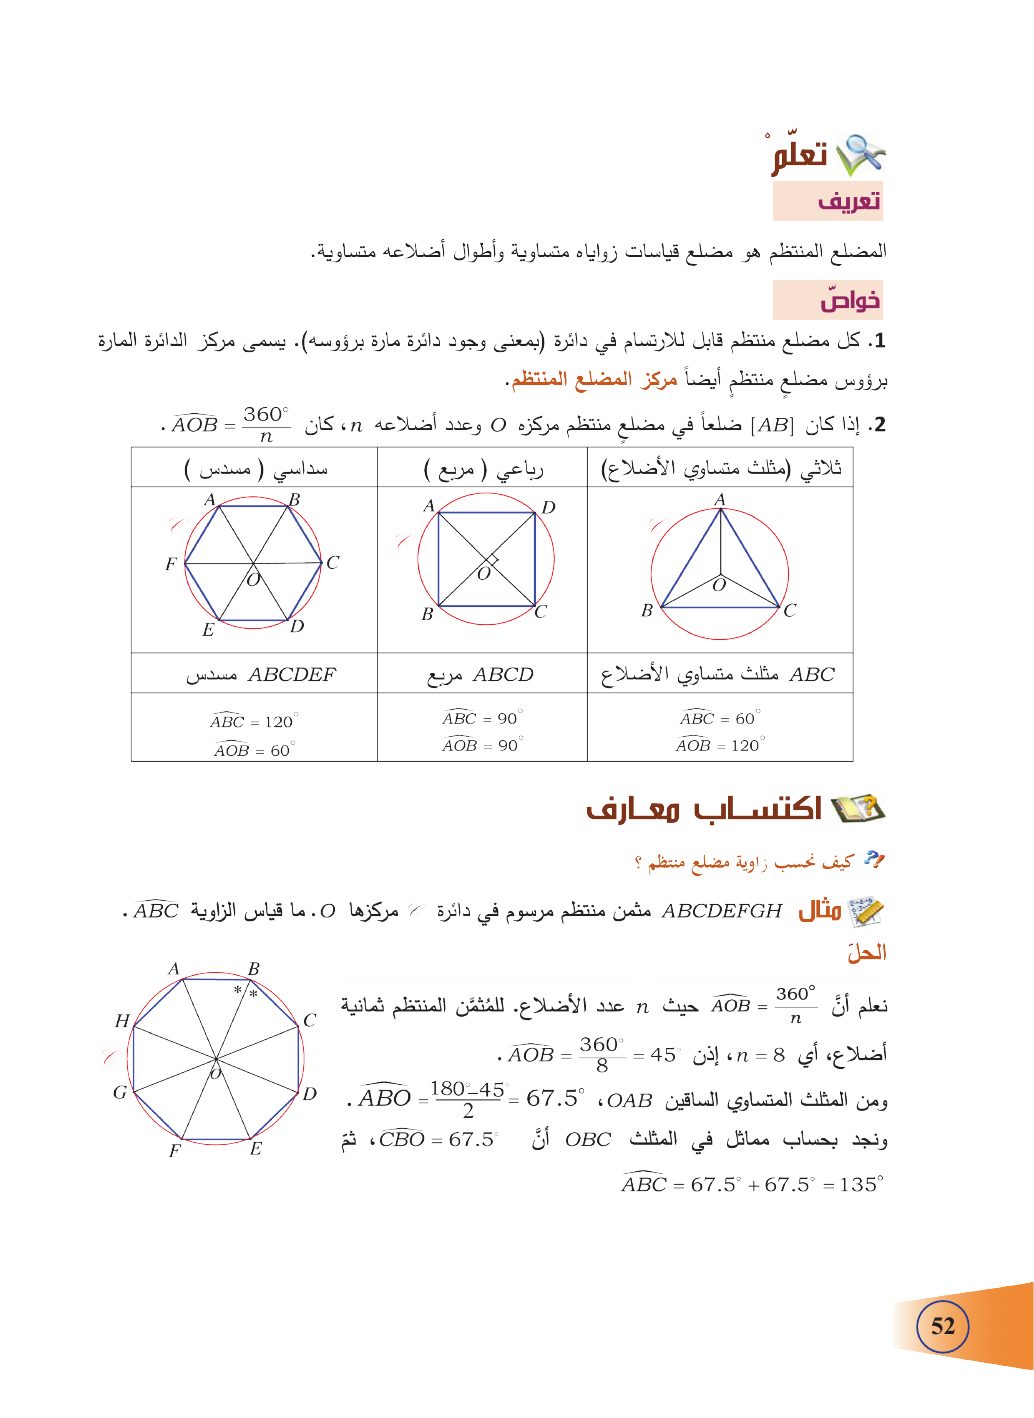 تعلّمْ
تعريف
المضلع المنتظم هو مضلع قياسات زواياه متساوية وأطوال أضلاعه متساوية.
خواصّ
1. كل مضلع منتظم قابل للارتسام في دائرة (بمعنى وجود دائرة مارة برؤوسه). يسمى مركز الدائرة المارة
برؤوس مضلعٍ منتظمٍ أيضاً مركز المضلع المنتظم.
2. إذا كان [AB] ضلعاً في مضلعٍ منتظم مركزه O وعدد أضلاعه n، كان AOB = 360°/n .
ثلاثي (مثلث متساوي الأضلاع) رباعي ( مربع ) سداسي ( مسدس )
A B C O
A D B C O
A B F C O E D
ABC مثلث متساوي الأضلاع ABCD مربع ABCDEF مسدس
ABC = 60° ABC = 90° ABC = 120°
AOB = 120° AOB = 90° AOB = 60°
اكتساب معارف
كيف نحسب زاوية مضلع منتظم ؟
مثال ABCDEFGH مثمن منتظم مرسوم في دائرة C مركزها O. ما قياس الزاوية ABC .
الحلّ
نعلم أنَّ AOB = 360°/n حيث n عدد الأضلاع. للمُثمَّن المنتظم ثمانية
أضلاع، أي n = 8، إذن AOB = 360°/8 = 45° .
ومن المثلث المتساوي الساقين OAB، ABO = 180°−45°/2 = 67.5° .
ونجد بحساب مماثل في المثلث OBC أنَّ CBO = 67.5°، ثمّ
ABC = 67.5° + 67.5° = 135°
A B
* *
H C
O
G D
F E
52